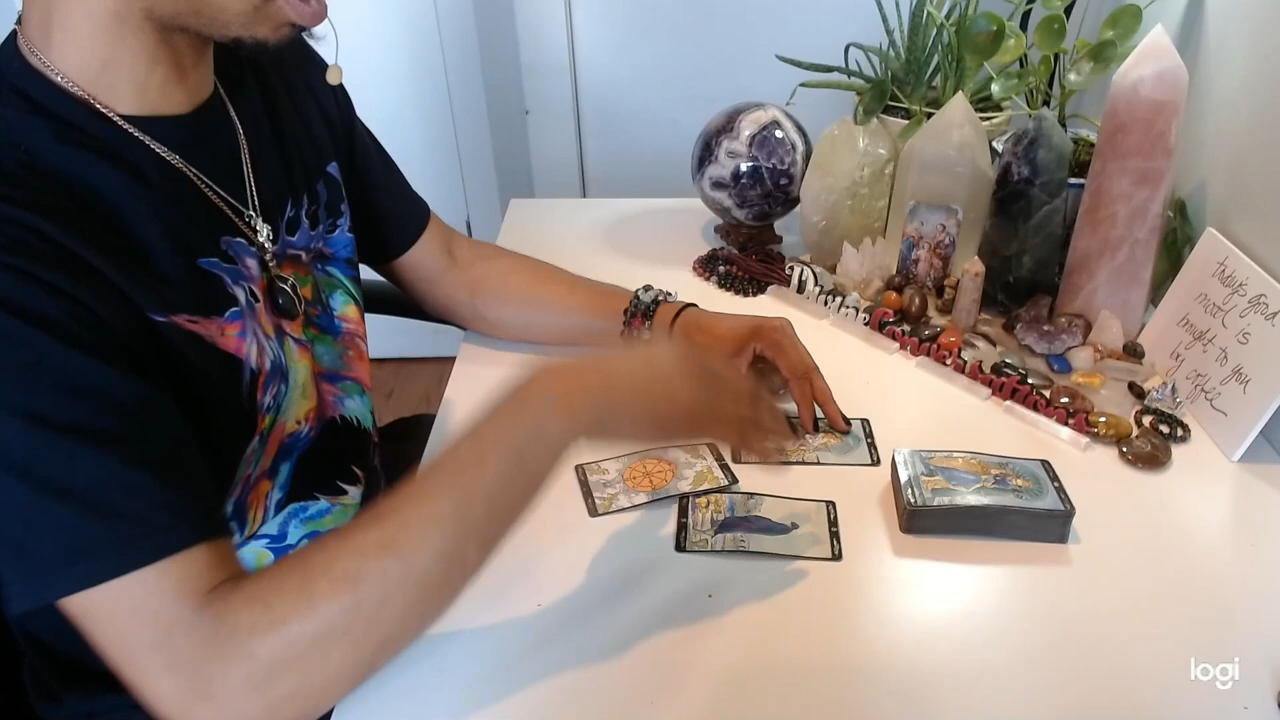 Divine Conversations
today's good
mood is
brought to you
by coffee
logi